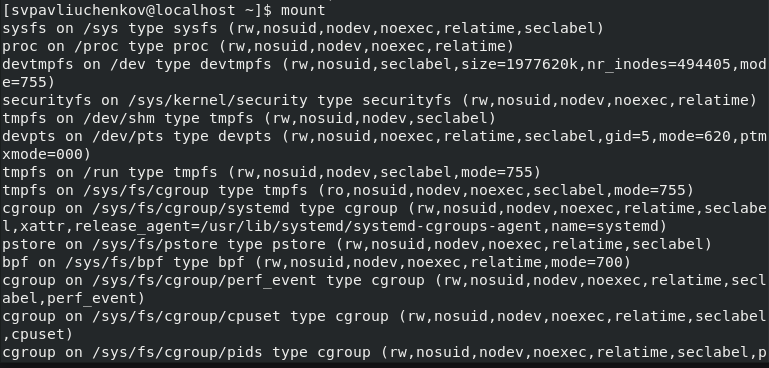 [svpavliuchenkov@localhost ~]$ mount
sysfs on /sys type sysfs (rw,nosuid,nodev,noexec,relatime,seclabel)
proc on /proc type proc (rw,nosuid,nodev,noexec,relatime)
devtmpfs on /dev type devtmpfs (rw,nosuid,seclabel,size=1977620k,nr_inodes=494405,mod
e=755)
securityfs on /sys/kernel/security type securityfs (rw,nosuid,nodev,noexec,relatime)
tmpfs on /dev/shm type tmpfs (rw,nosuid,nodev,seclabel)
devpts on /dev/pts type devpts (rw,nosuid,noexec,relatime,seclabel,gid=5,mode=620,ptm
xmode=000)
tmpfs on /run type tmpfs (rw,nosuid,nodev,seclabel,mode=755)
tmpfs on /sys/fs/cgroup type tmpfs (ro,nosuid,nodev,noexec,seclabel,mode=755)
cgroup on /sys/fs/cgroup/systemd type cgroup (rw,nosuid,nodev,noexec,relatime,seclabe
l,xattr,release_agent=/usr/lib/systemd/systemd-cgroups-agent,name=systemd)
pstore on /sys/fs/pstore type pstore (rw,nosuid,nodev,noexec,relatime,seclabel)
bpf on /sys/fs/bpf type bpf (rw,nosuid,nodev,noexec,relatime,mode=700)
cgroup on /sys/fs/cgroup/perf_event type cgroup (rw,nosuid,nodev,noexec,relatime,secl
abel,perf_event)
cgroup on /sys/fs/cgroup/cpuset type cgroup (rw,nosuid,nodev,noexec,relatime,seclabel
,cpuset)
cgroup on /sys/fs/cgroup/pids type cgroup (rw,nosuid,nodev,noexec,relatime,seclabel,p